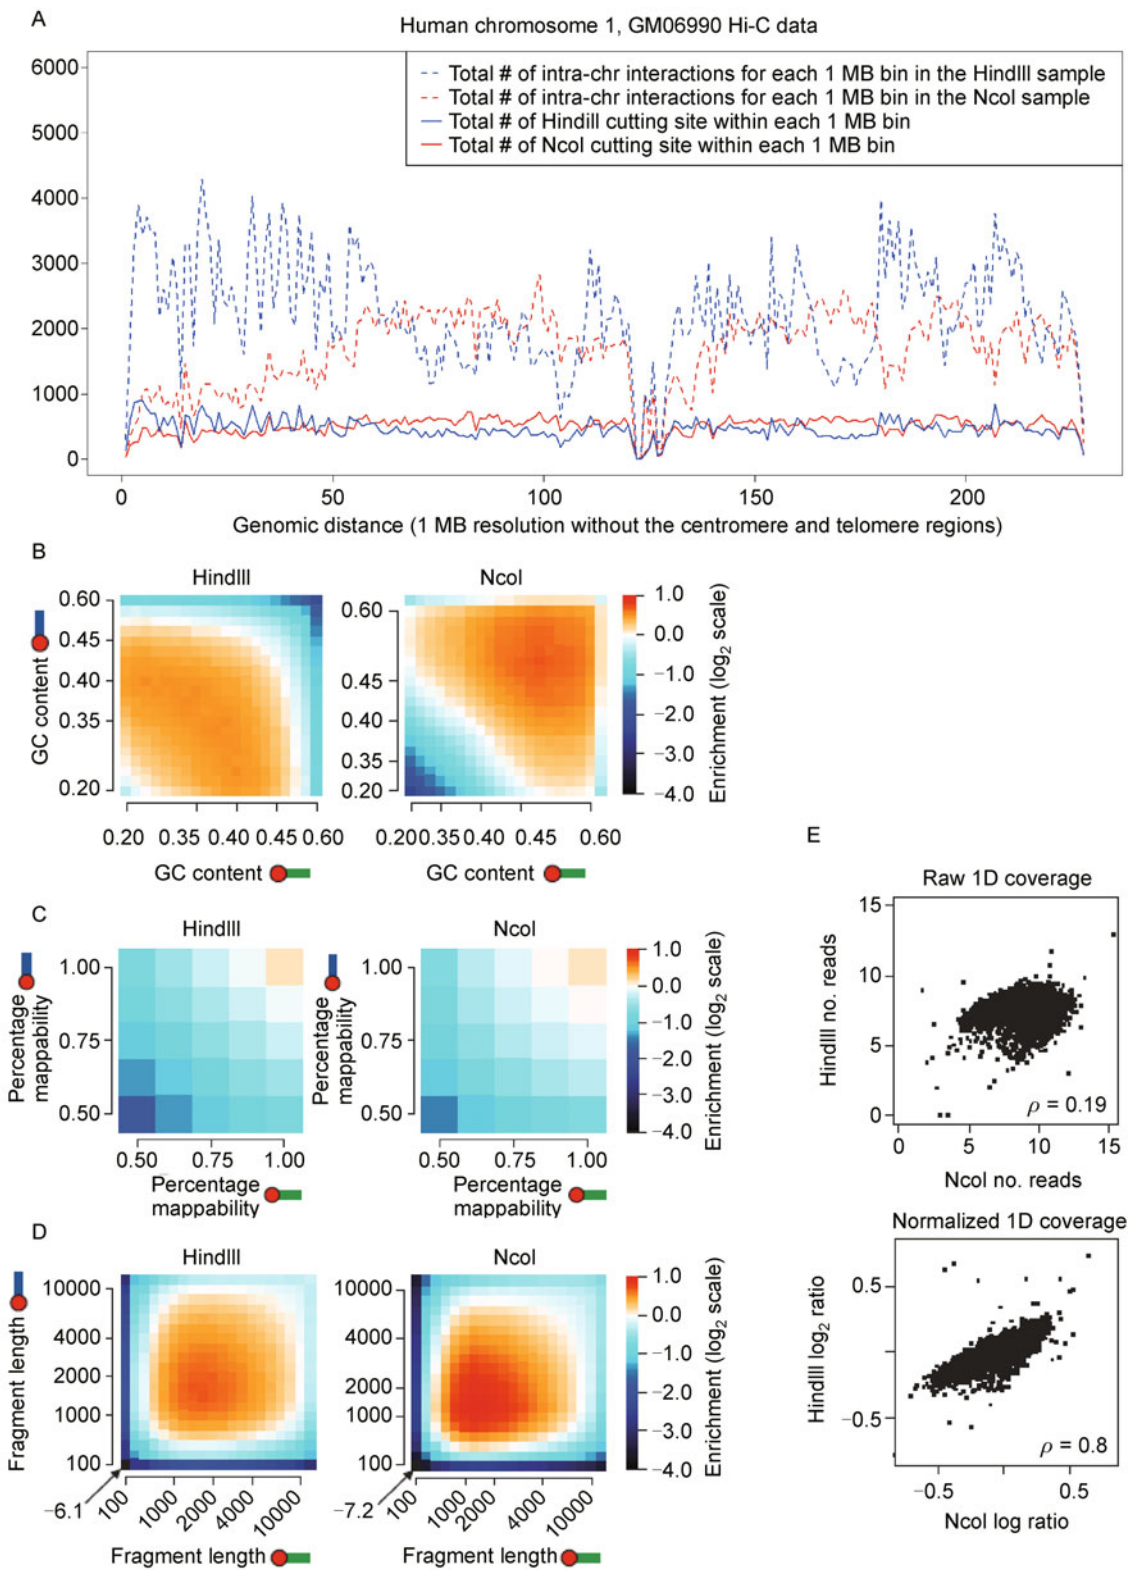 A
Human chromosome 1, GM06990 Hi-C data
6000
5000
4000
3000
2000
1000
0
Total # of intra-chr interactions for each 1 MB bin in the HindIII sample
Total # of intra-chr interactions for each 1 MB bin in the NcoI sample
Total # of Hindill cutting site within each 1 MB bin
Total # of NcoI cutting site within each 1 MB bin
0 50 100 150 200
Genomic distance (1 MB resolution without the centromere and telomere regions)
B
HindIII
GC content
0.60
0.45
0.40
0.35
0.20
0.20 0.35 0.40 0.45 0.60
GC content
NcoI
0.60
0.45
0.40
0.35
0.20
0.20 0.35 0.40 0.45 0.60
GC content
1.0
0.0
−1.0
−2.0
−3.0
−4.0
Enrichment (log2 scale)
C
HindIII
Percentage
mappability
1.00
0.75
0.50
0.50 0.75 1.00
Percentage
mappability
NcoI
Percentage
mappability
1.00
0.75
0.50
0.50 0.75 1.00
Percentage
mappability
1.0
0.0
−1.0
−2.0
−3.0
−4.0
Enrichment (log2 scale)
D
HindIII
Fragment length
10000
4000
2000
1000
100
−6.1
100 1000 2000 4000 10000
Fragment length
NcoI
10000
4000
2000
1000
100
−7.2
100 1000 2000 4000 10000
Fragment length
1.0
0.0
−1.0
−2.0
−3.0
−4.0
Enrichment (log2 scale)
E
Raw 1D coverage
HindIII no. reads
15
10
5
0
ρ = 0.19
0 5 10 15
NcoI no. reads
Normalized 1D coverage
HindIII log2 ratio
0.5
−0.5
ρ = 0.8
−0.5 0.5
NcoI log ratio